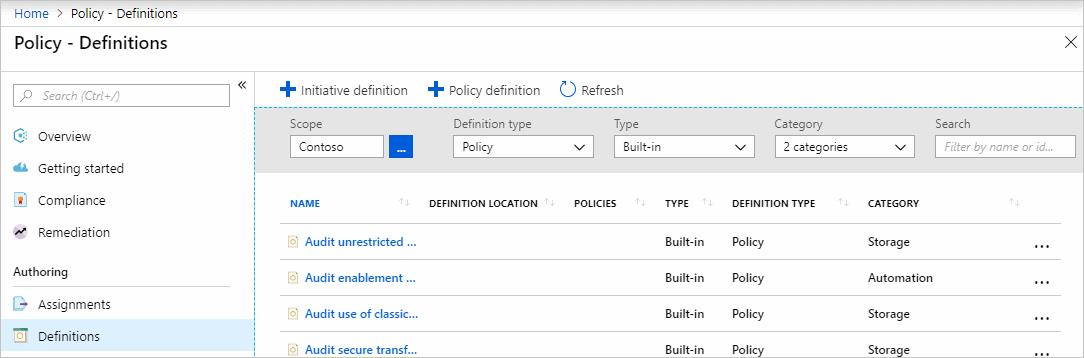 Home > Policy - Definitions
Policy - Definitions
Search (Ctrl+/)
Overview
Getting started
Compliance
Remediation
Authoring
Assignments
Definitions
Initiative definition Policy definition Refresh
Scope Definition type Type Category Search
Contoso ... Policy Built-in 2 categories Filter by name or id...
NAME DEFINITION LOCATION POLICIES TYPE DEFINITION TYPE CATEGORY
Audit unrestricted ... Built-in Policy Storage ...
Audit enablement ... Built-in Policy Automation ...
Audit use of classic... Built-in Policy Storage ...
Audit secure transf... Built-in Policy Storage ...